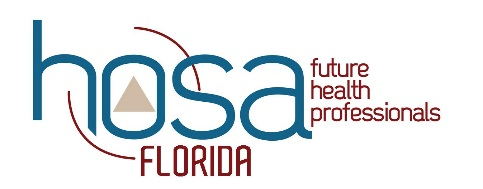 hosa
future
health
professionals
FLORIDA